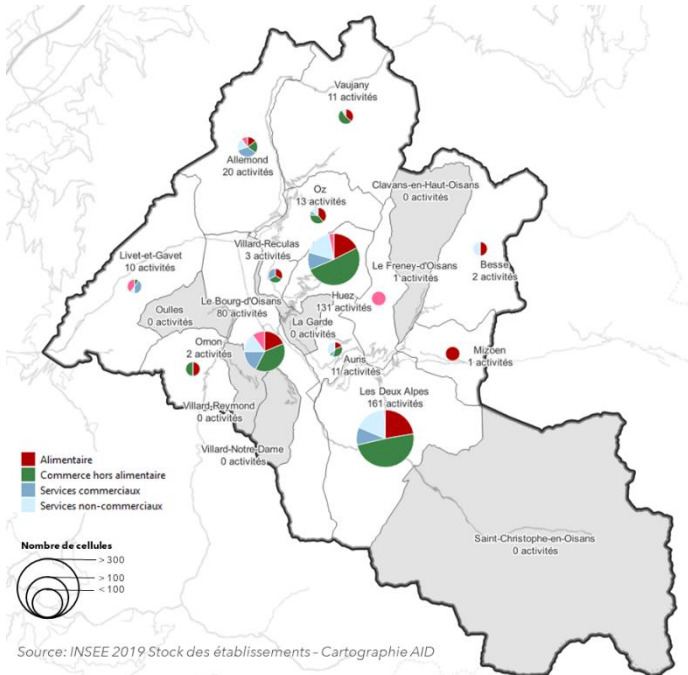 Vaujany
11 activités
Allemond
20 activités
Oz
13 activités
Clavans-en-Haut-Oisans
0 activités
Villard-Reculas
3 activités
Livet-et-Gavet
10 activités
Le Freney-d'Oisans
1 activités
Besse
2 activités
Huez
131 activités
Oulles
0 activités
Le Bourg-d'Oisans
80 activités
La Garde
0 activités
Ornon
2 activités
Auris
11 activités
Mizoen
1 activités
Les Deux Alpes
161 activités
Villard-Reymond
0 activités
Villard-Notre-Dame
0 activités
Saint-Christophe-en-Oisans
0 activités
Alimentaire
Commerce hors alimentaire
Services commerciaux
Services non-commerciaux
Nombre de cellules
> 300
> 100
< 100
Source: INSEE 2019 Stock des établissements – Cartographie AID